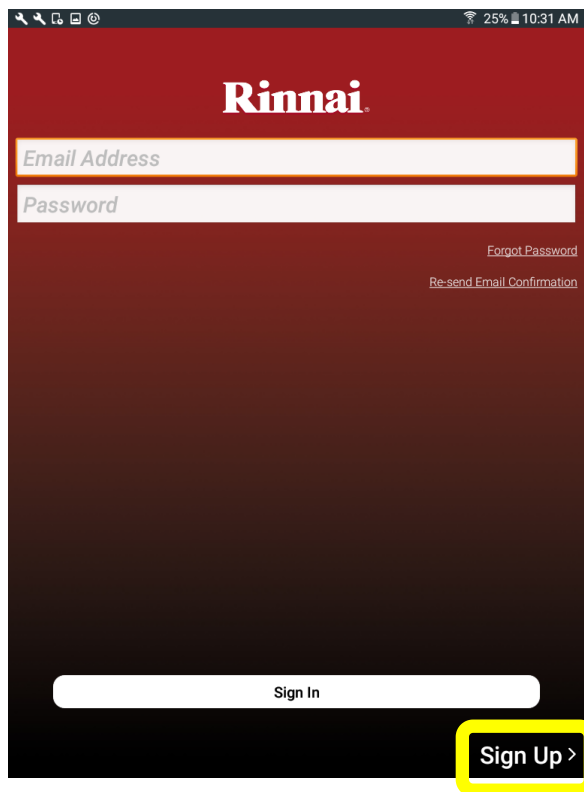 25% 10:31 AM
Rinnai
Email Address
Password
Forgot Password
Re-send Email Confirmation
Sign In
Sign Up >